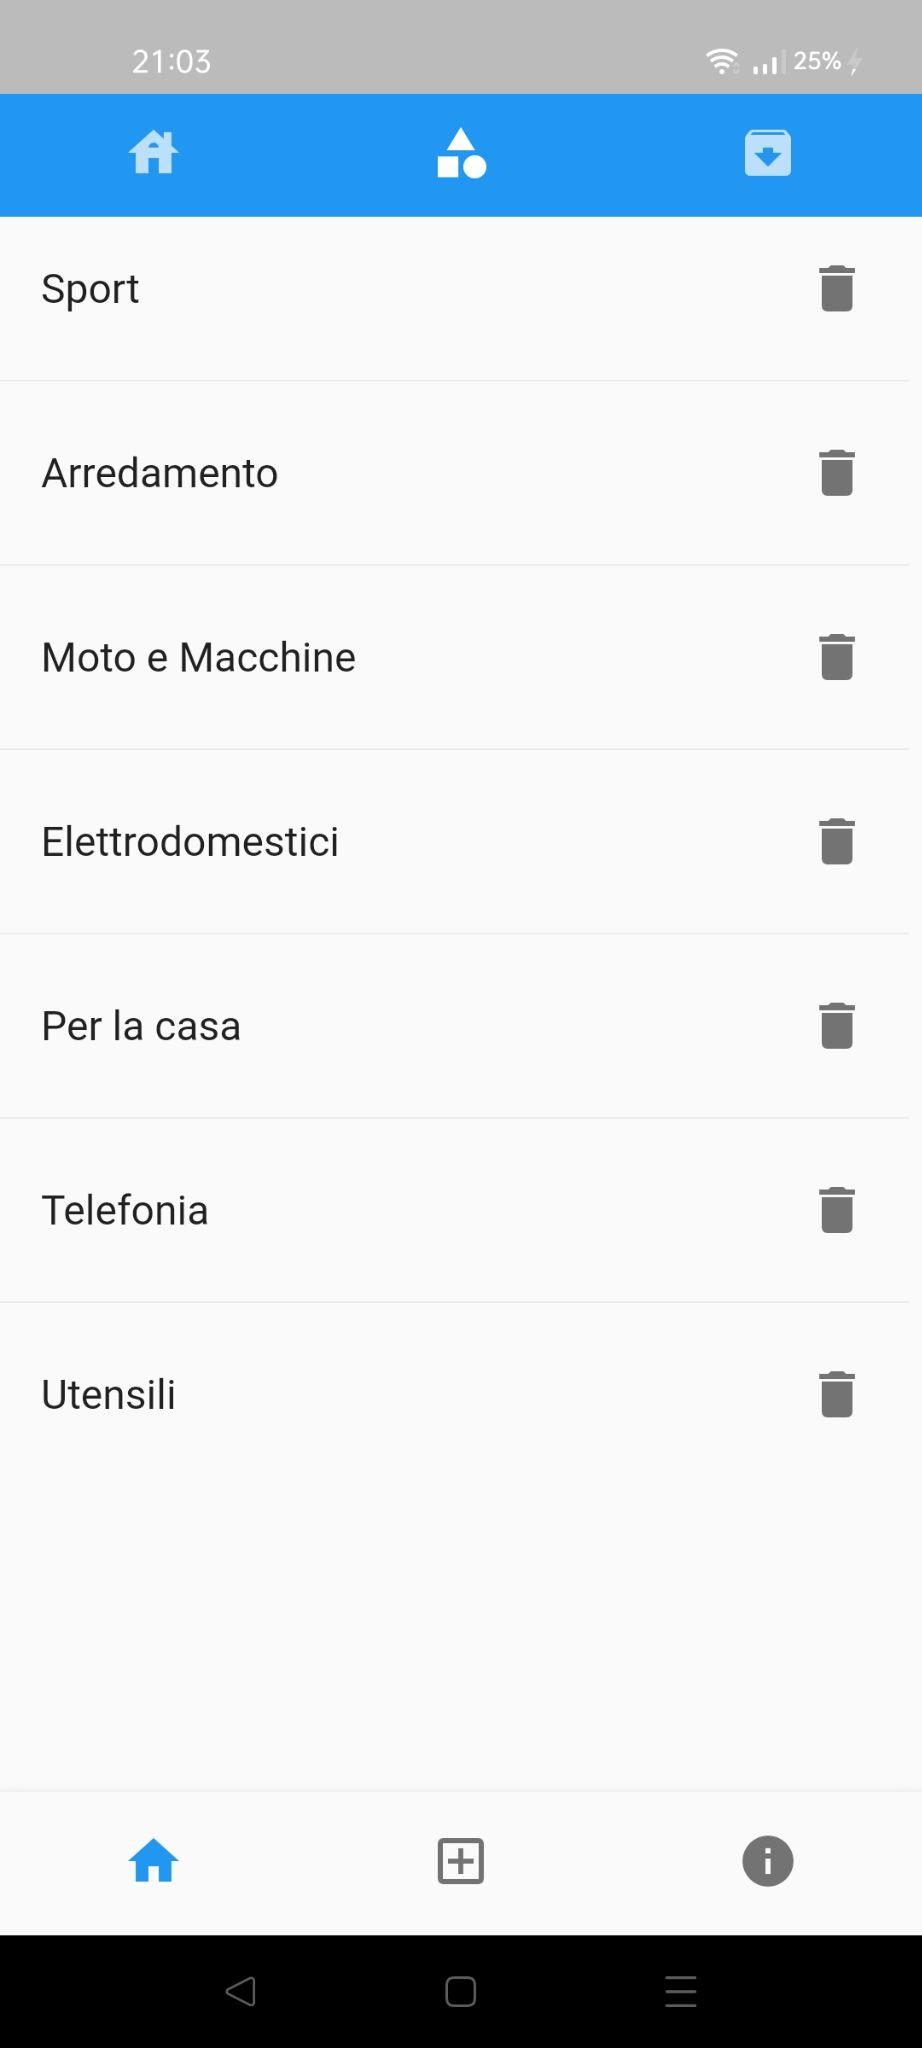 21:03
25%
Sport
Arredamento
Moto e Macchine
Elettrodomestici
Per la casa
Telefonia
Utensili